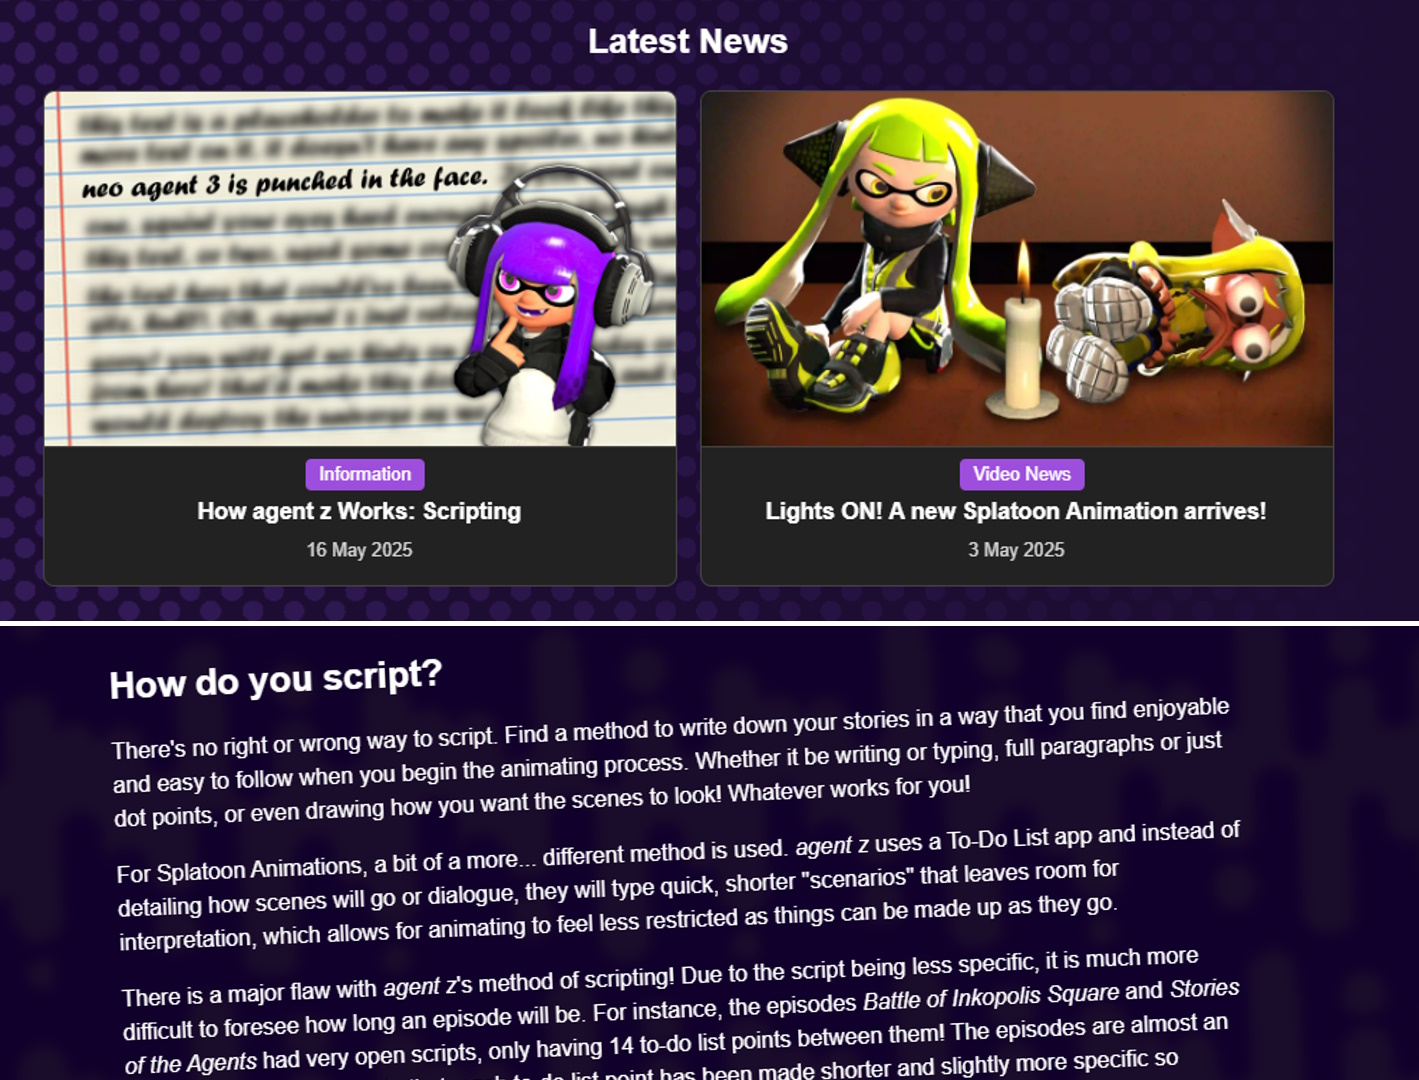 Latest News
neo agent 3 is punched in the face.
Information
How agent z Works: Scripting
16 May 2025
Video News
Lights ON! A new Splatoon Animation arrives!
3 May 2025
How do you script?
There's no right or wrong way to script. Find a method to write down your stories in a way that you find enjoyable
and easy to follow when you begin the animating process. Whether it be writing or typing, full paragraphs or just
dot points, or even drawing how you want the scenes to look! Whatever works for you!
For Splatoon Animations, a bit of a more... different method is used. agent z uses a To-Do List app and instead of
detailing how scenes will go or dialogue, they will type quick, shorter "scenarios" that leaves room for
interpretation, which allows for animating to feel less restricted as things can be made up as they go.
There is a major flaw with agent z's method of scripting! Due to the script being less specific, it is much more
difficult to foresee how long an episode will be. For instance, the episodes Battle of Inkopolis Square and Stories
of the Agents had very open scripts, only having 14 to-do list points between them! The episodes are almost an
list point has been made shorter and slightly more specific so